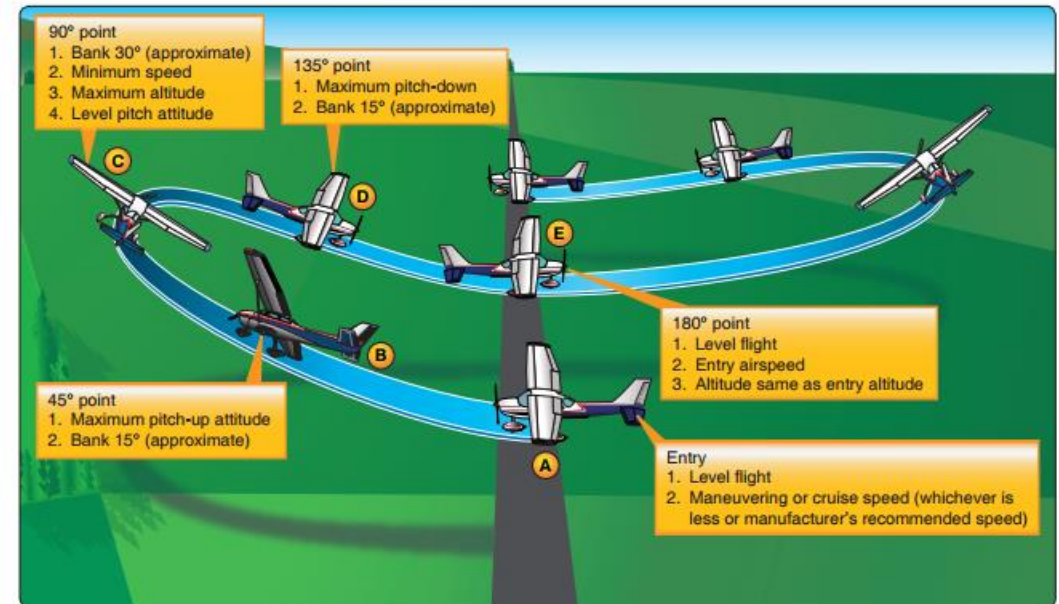 90° point
1. Bank 30° (approximate)
2. Minimum speed
3. Maximum altitude
4. Level pitch attitude
135° point
1. Maximum pitch-down
2. Bank 15° (approximate)
C
D
E
B
180° point
1. Level flight
2. Entry airspeed
3. Altitude same as entry altitude
45° point
1. Maximum pitch-up attitude
2. Bank 15° (approximate)
A
Entry
1. Level flight
2. Maneuvering or cruise speed (whichever is
less or manufacturer's recommended speed)